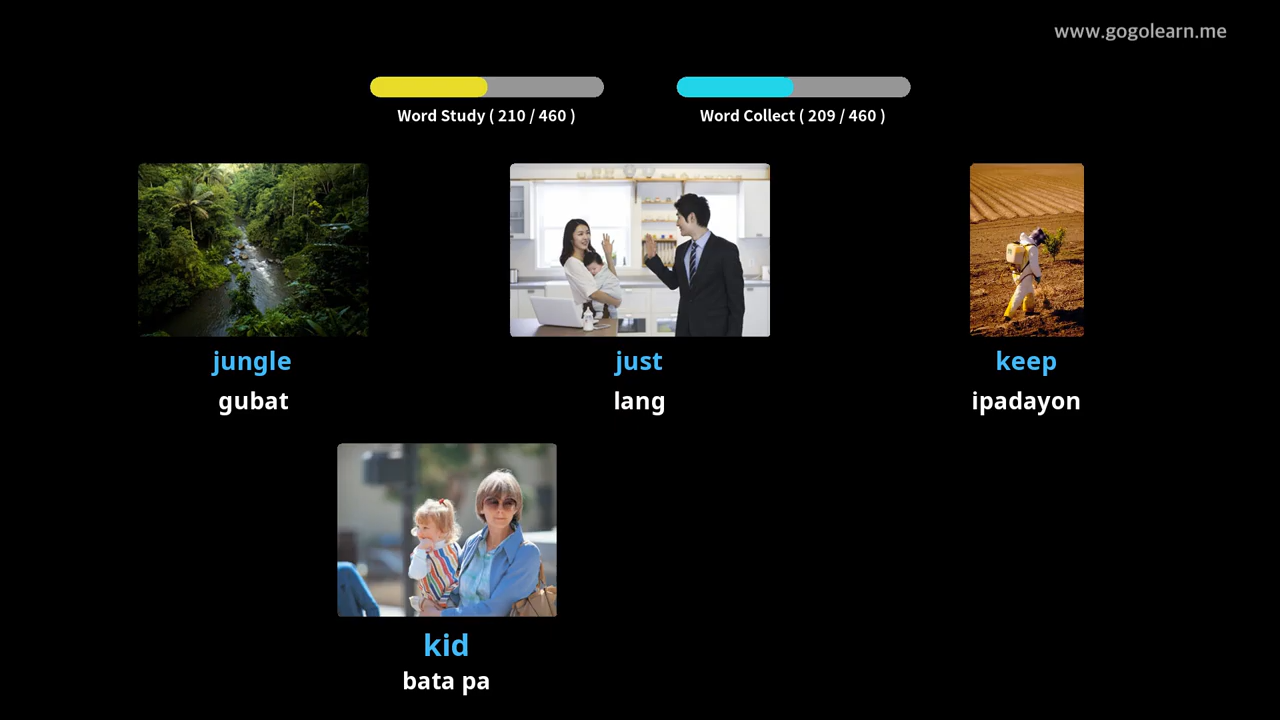 www.gogolearn.me
Word Study ( 210 / 460 )
Word Collect ( 209 / 460 )
jungle
gubat
just
lang
keep
ipadayon
kid
bata pa